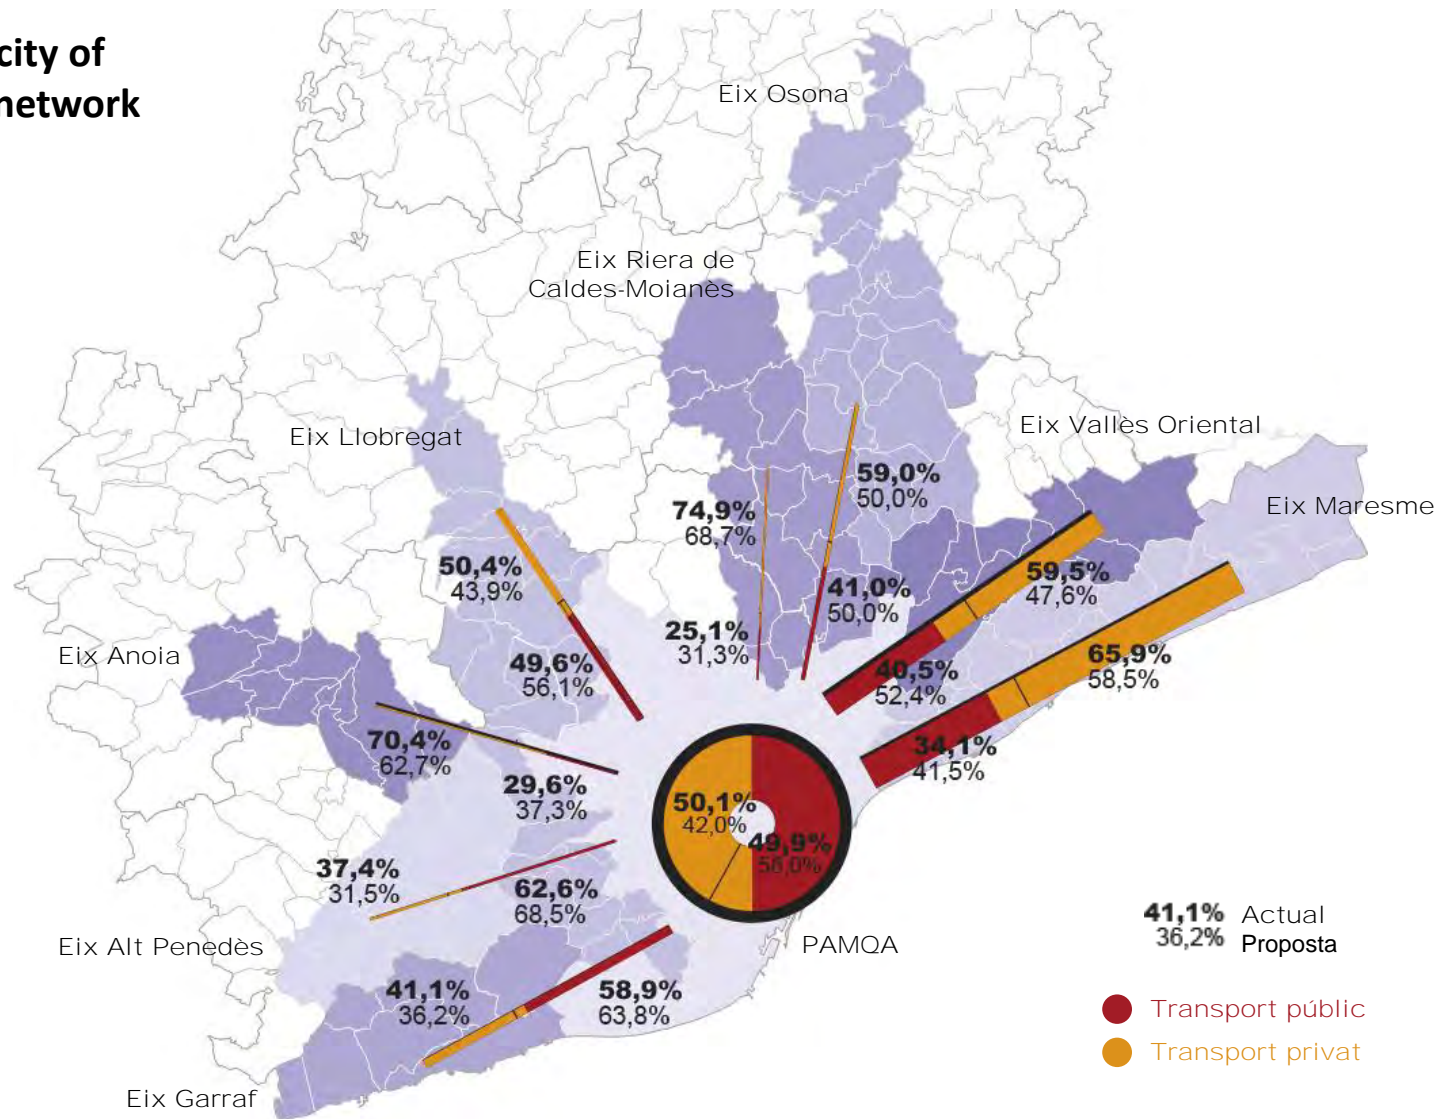 city of
network
Eix Osona
Eix Riera de
Caldes-Moianès
Eix Llobregat
Eix Vallès Oriental
Eix Maresme
59,0%
50,0%
74,9%
68,7%
50,4%
43,9%
59,5%
47,6%
41,0%
50,0%
25,1%
31,3%
Eix Anoia
49,6%
56,1%
40,5%
52,4%
65,9%
58,5%
70,4%
62,7%
34,1%
41,5%
29,6%
37,3%
50,1%
42,0%
49,9%
58,0%
37,4%
31,5%
62,6%
68,5%
41,1% Actual
36,2% Proposta
Eix Alt Penedès
PAMQA
41,1%
36,2%
58,9%
63,8%
Transport públic
Transport privat
Eix Garraf